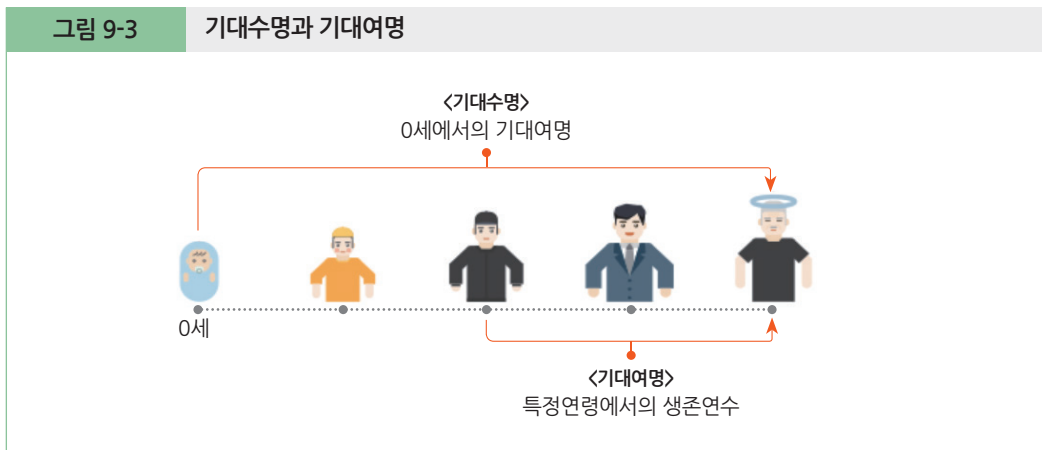 그림 9-3 기대수명과 기대여명
<기대수명>
0세에서의 기대여명
0세
<기대여명>
특정연령에서의 생존연수